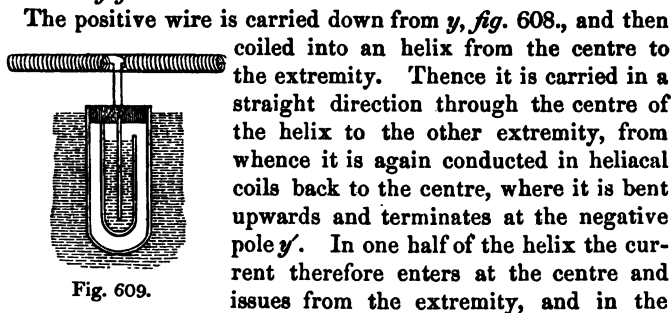 The positive wire is carried down from y, fig. 608., and then
coiled into an helix from the centre to
the extremity. Thence it is carried in a
straight direction through the centre of
the helix to the other extremity, from
whence it is again conducted in heliacal
coils back to the centre, where it is bent
upwards and terminates at the negative
pole y′. In one half of the helix the cur-
rent therefore enters at the centre and
issues from the extremity, and in the
Fig. 609.